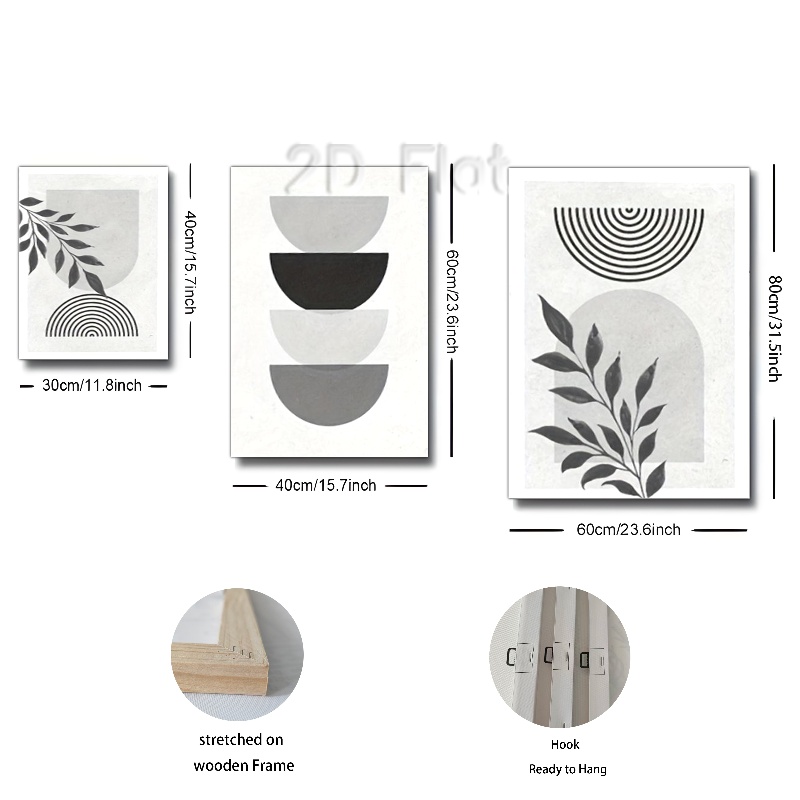 2D Flat
40cm/15.7inch
30cm/11.8inch
60cm/23.6inch
40cm/15.7inch
80cm/31.5inch
60cm/23.6inch
stretched on
wooden Frame
Hook
Ready to Hang